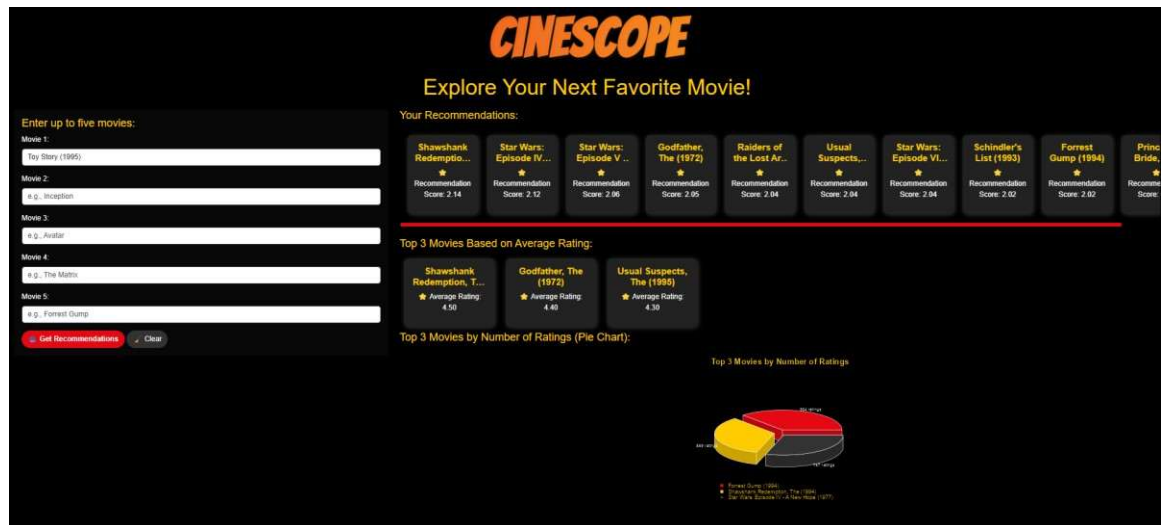 CINESCOPE
Explore Your Next Favorite Movie!
Enter up to five movies:
Movie 1:
Toy Story (1995)
Movie 2:
e.g., Inception
Movie 3:
e.g., Avatar
Movie 4:
e.g., The Matrix
Movie 5:
e.g., Forrest Gump
Get Recommendations
Clear
Your Recommendations:
Shawshank
Redemptio...
Recommendation
Score: 2.14
Star Wars:
Episode IV...
Recommendation
Score: 2.12
Star Wars:
Episode V ...
Recommendation
Score: 2.06
Godfather,
The (1972)
Recommendation
Score: 2.05
Raiders of
the Lost Ar...
Recommendation
Score: 2.04
Usual
Suspects,...
Recommendation
Score: 2.04
Star Wars:
Episode VI...
Recommendation
Score: 2.04
Schindler's
List (1993)
Recommendation
Score: 2.02
Forrest
Gump (1994)
Recommendation
Score: 2.02
Princ
Bride,
Recomme
Score:
Top 3 Movies Based on Average Rating:
Shawshank
Redemption, T...
Average Rating:
4.50
Godfather, The
(1972)
Average Rating:
4.40
Usual Suspects,
The (1995)
Average Rating:
4.30
Top 3 Movies by Number of Ratings (Pie Chart):
Top 3 Movies by Number of Ratings
ratings
ratings
ratings
Forrest Gump (1994)
Shawshank Redemption, The (1994)
Star Wars: Episode IV - A New Hope (1977)